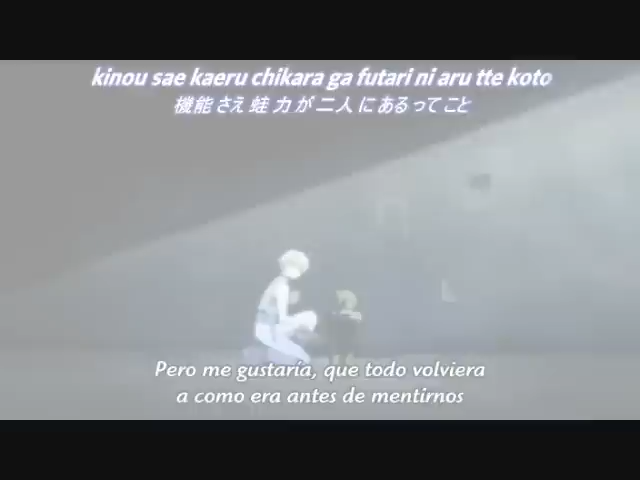 kinou sae kaeru chikara ga futari ni aru tte koto
機能さえ蛙力が二人にあるってこと
Pero me gustaría, que todo volviera
a como era antes de mentirnos